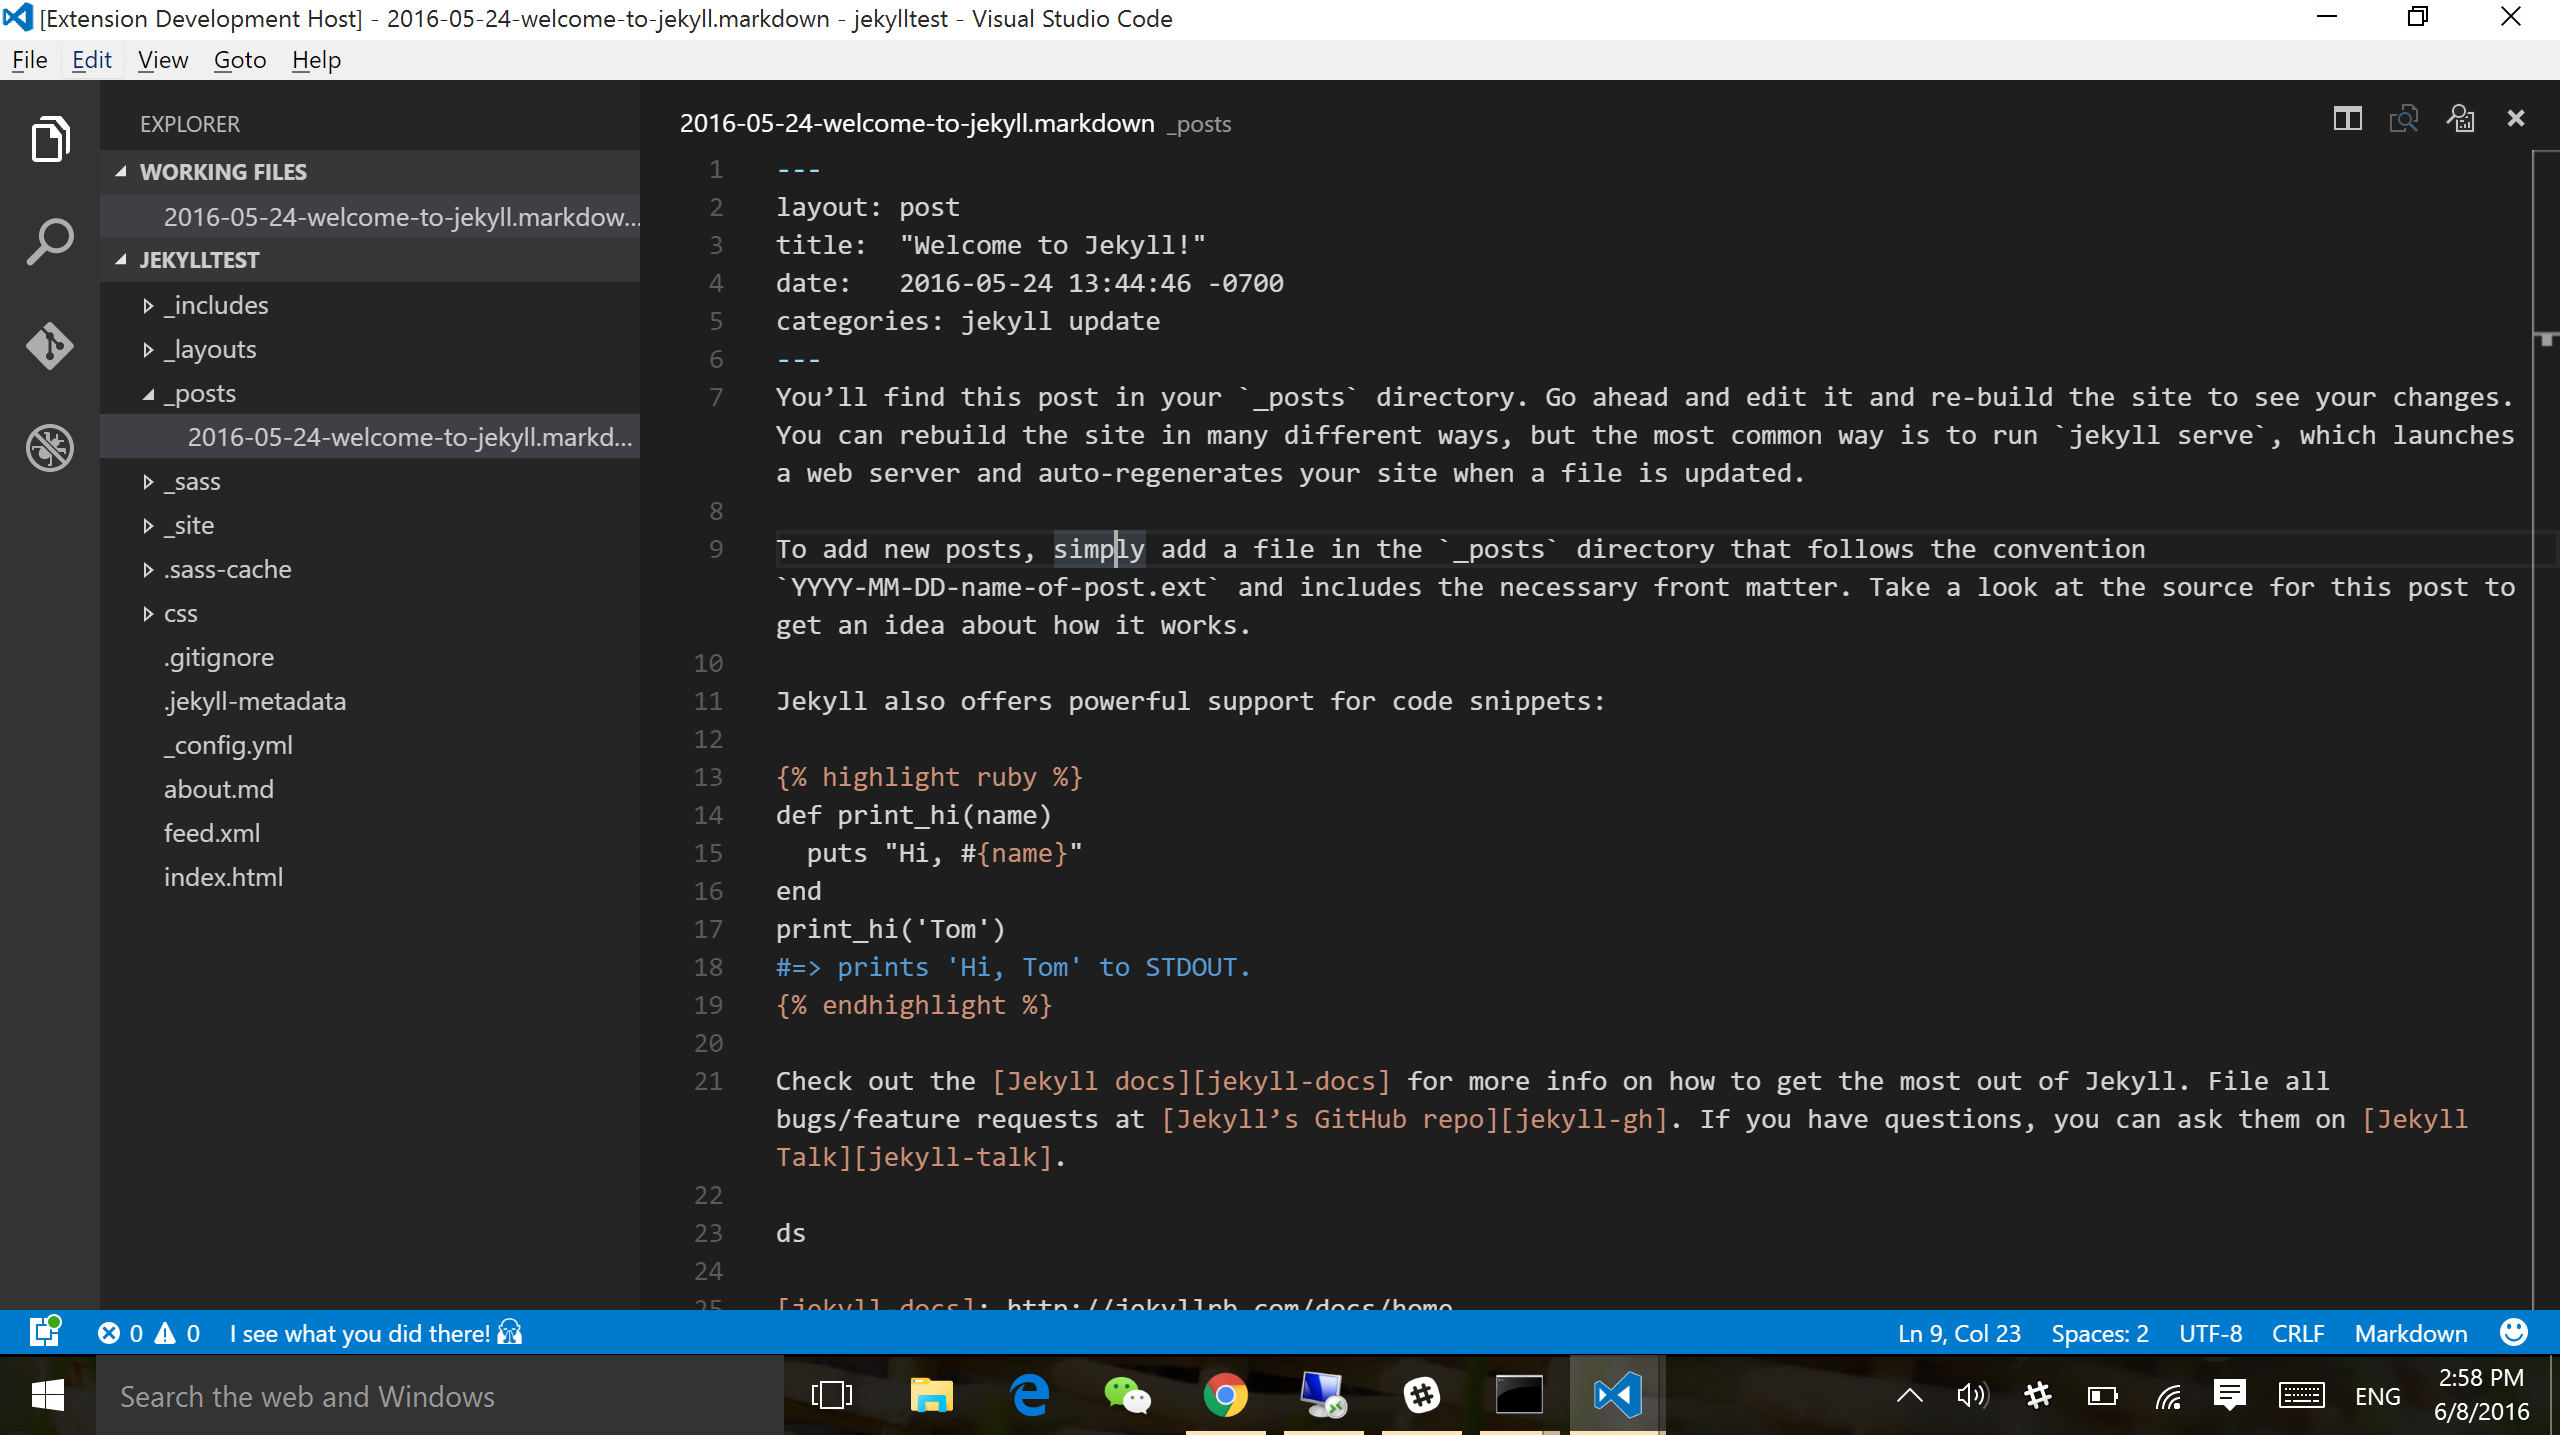 [Extension Development Host] - 2016-05-24-welcome-to-jekyll.markdown - jekylltest - Visual Studio Code
File Edit View Goto Help
EXPLORER
WORKING FILES
2016-05-24-welcome-to-jekyll.markdow...
JEKYLLTEST
_includes
_layouts
_posts
2016-05-24-welcome-to-jekyll.markd...
_sass
_site
.sass-cache
css
.gitignore
.jekyll-metadata
_config.yml
about.md
feed.xml
index.html
2016-05-24-welcome-to-jekyll.markdown _posts
1 ---
2 layout: post
3 title:  "Welcome to Jekyll!"
4 date:   2016-05-24 13:44:46 -0700
5 categories: jekyll update
6 ---
7 You’ll find this post in your `_posts` directory. Go ahead and edit it and re-build the site to see your changes.
You can rebuild the site in many different ways, but the most common way is to run `jekyll serve`, which launches
a web server and auto-regenerates your site when a file is updated.
8
9 To add new posts, simply add a file in the `_posts` directory that follows the convention
`YYYY-MM-DD-name-of-post.ext` and includes the necessary front matter. Take a look at the source for this post to
get an idea about how it works.
10
11 Jekyll also offers powerful support for code snippets:
12
13 {% highlight ruby %}
14 def print_hi(name)
15   puts "Hi, #{name}"
16 end
17 print_hi('Tom')
18 #=> prints 'Hi, Tom' to STDOUT.
19 {% endhighlight %}
20
21 Check out the [Jekyll docs][jekyll-docs] for more info on how to get the most out of Jekyll. File all
bugs/feature requests at [Jekyll’s GitHub repo][jekyll-gh]. If you have questions, you can ask them on [Jekyll
Talk][jekyll-talk].
22
23 ds
24
25 [jekyll-docs]: http://jekyllrb.com/docs/home
0 0 I see what you did there! Ln 9, Col 23 Spaces: 2 UTF-8 CRLF Markdown
Search the web and Windows
ENG
2:58 PM
6/8/2016